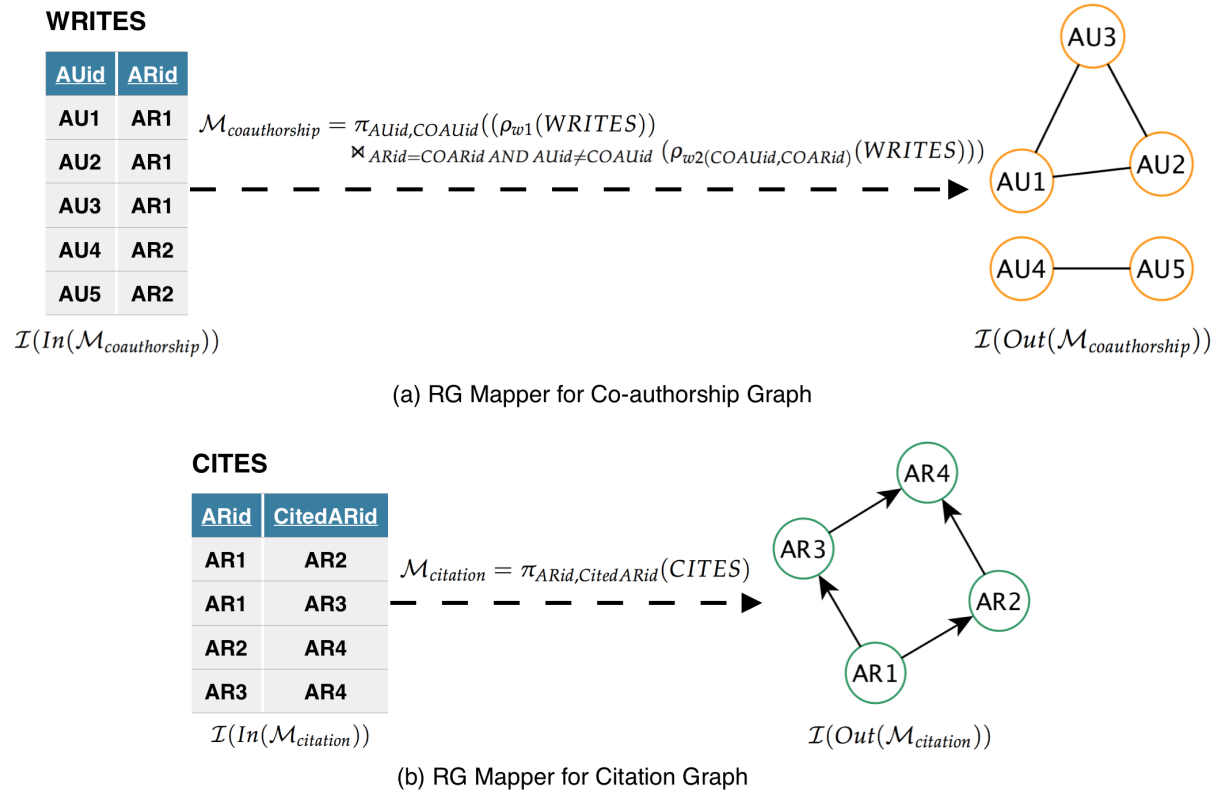 WRITES
AUid ARid
AU1 AR1
AU2 AR1
AU3 AR1
AU4 AR2
AU5 AR2
ℐ(In(ℳcoauthorship))
ℳcoauthorship = πAUid,COAUid((ρw1(WRITES))
⋈ ARid=COARid AND AUid≠COAUid (ρw2(COAUid,COARid)(WRITES)))
AU3
AU1
AU2
AU4
AU5
ℐ(Out(ℳcoauthorship))
(a) RG Mapper for Co-authorship Graph
CITES
ARid CitedARid
AR1 AR2
AR1 AR3
AR2 AR4
AR3 AR4
ℐ(In(ℳcitation))
ℳcitation = πARid,CitedARid(CITES)
AR4
AR3
AR2
AR1
ℐ(Out(ℳcitation))
(b) RG Mapper for Citation Graph